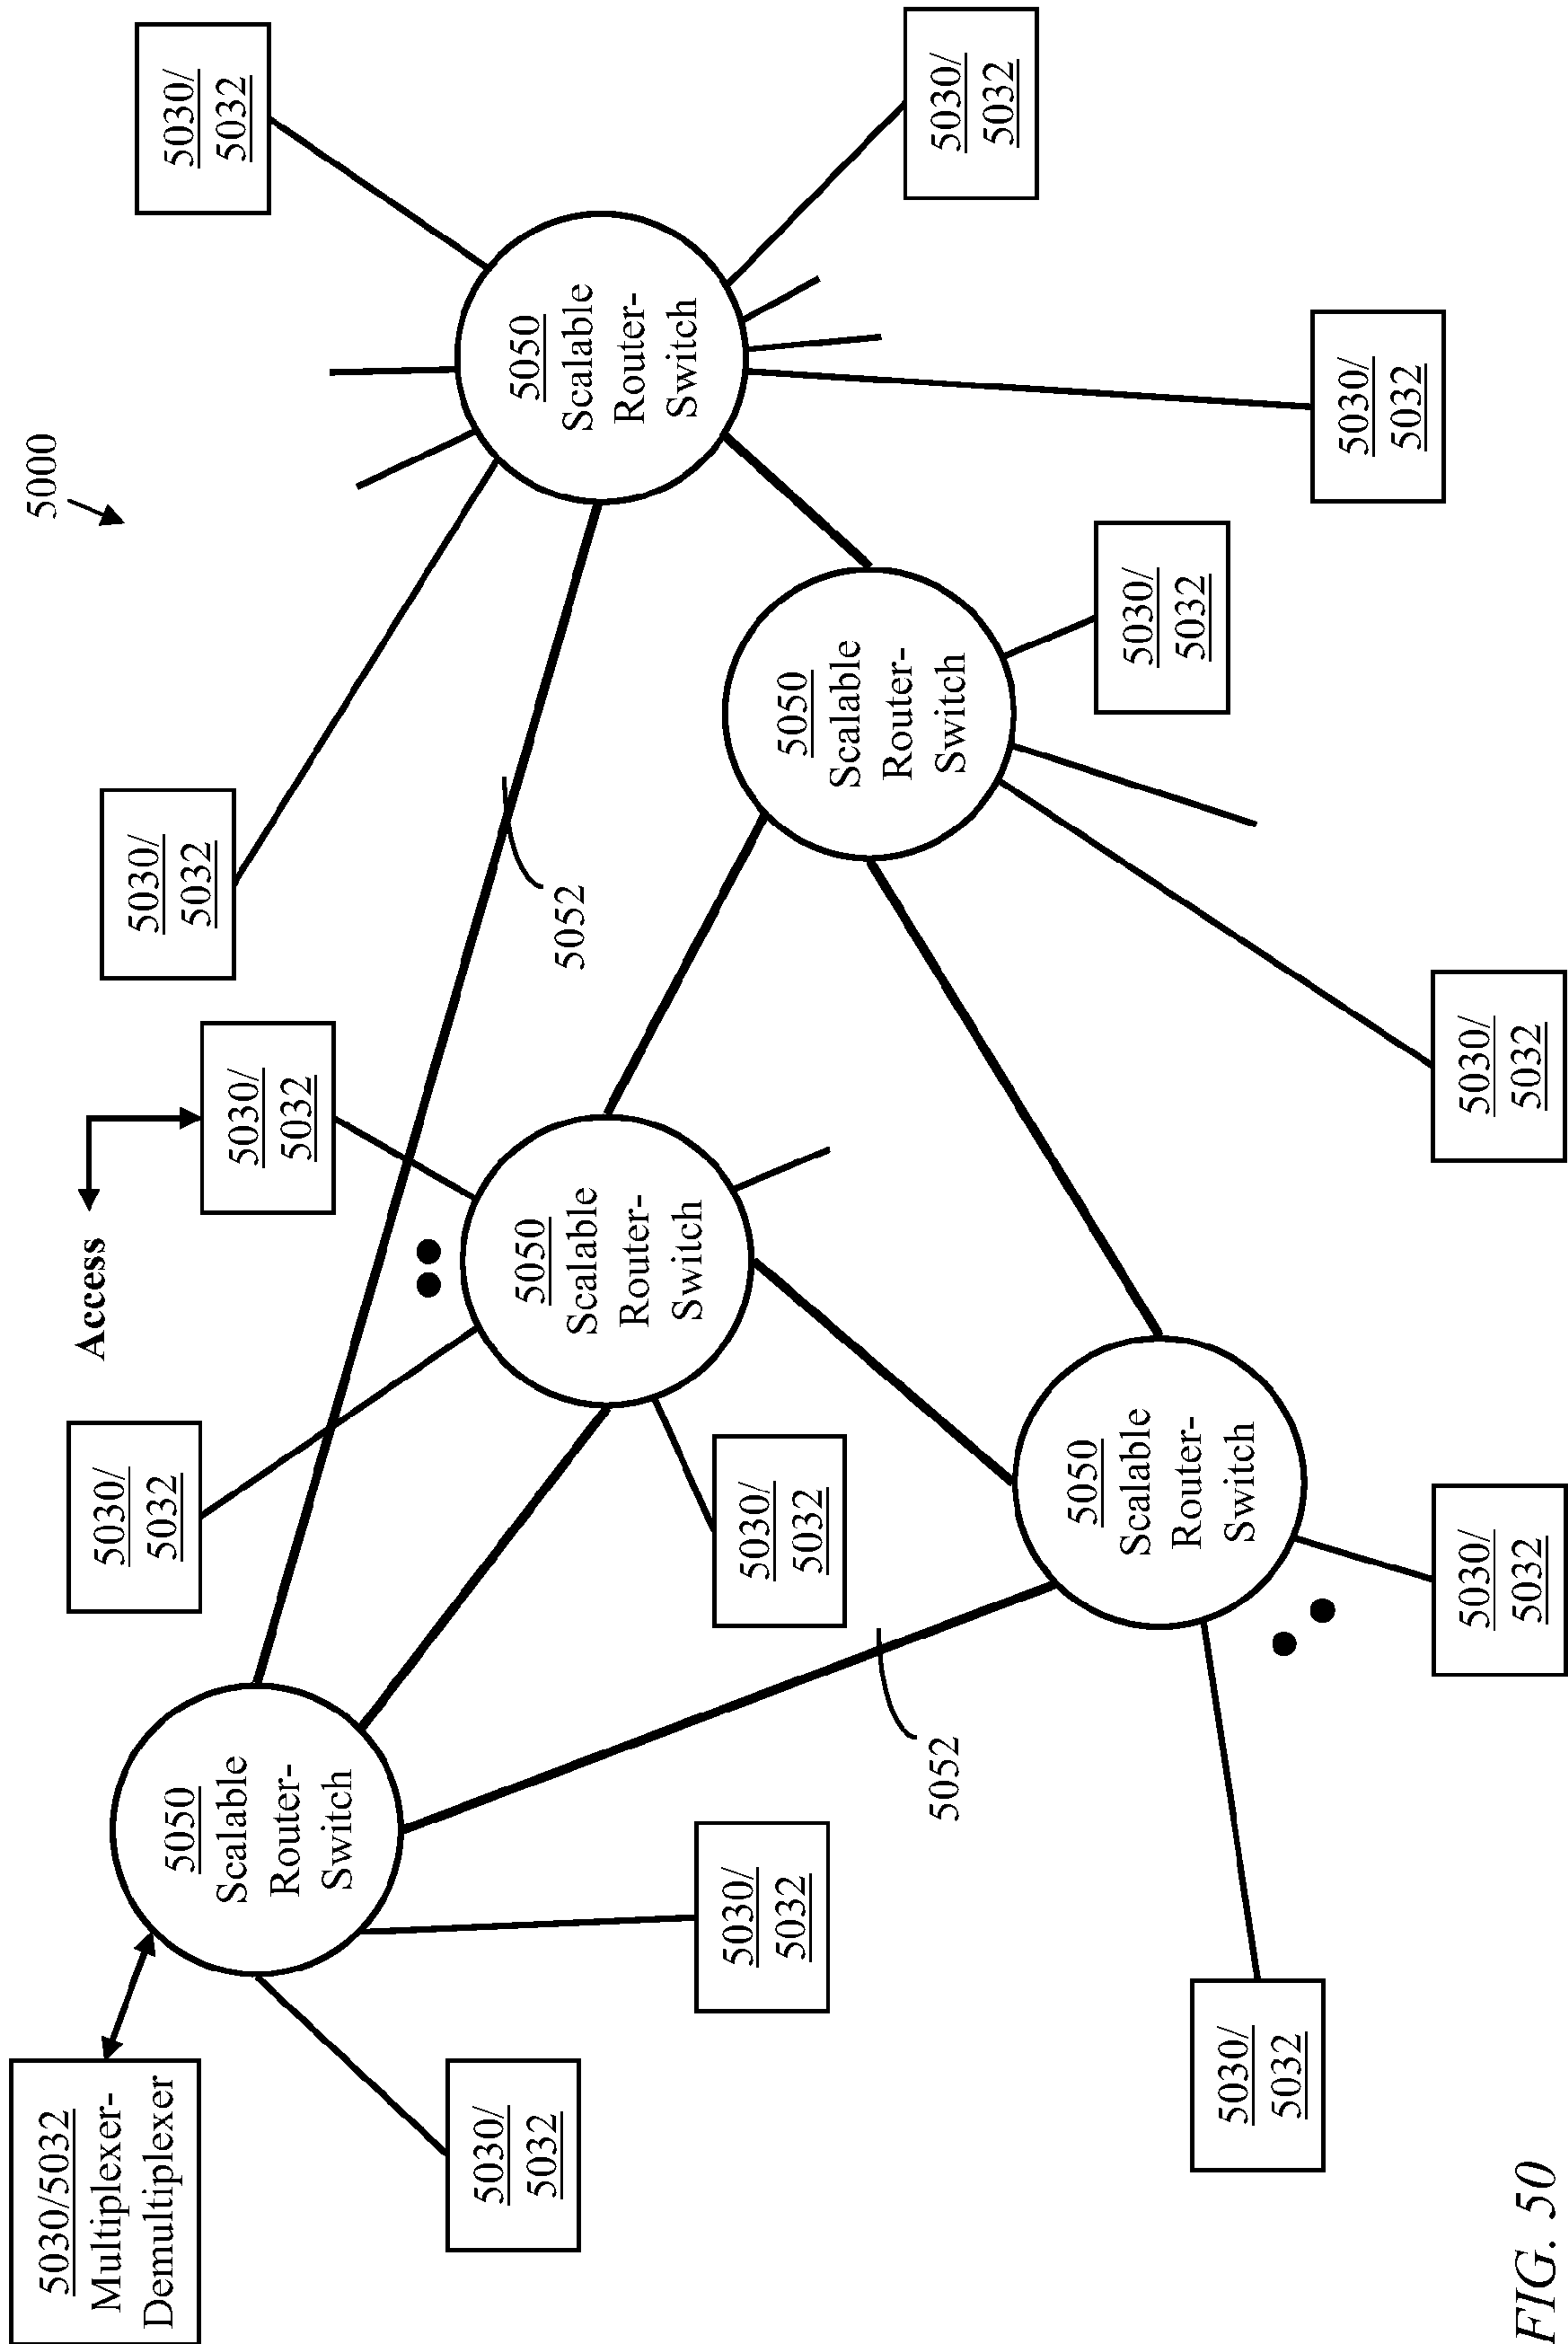 5000
5030/5032
Multiplexer-
Demultiplexer
Access
5030/
5032
5030/
5032
5030/
5032
5050
Scalable
Router-
Switch
5030/
5032
5030/
5032
5050
Scalable
Router-
Switch
5050
Scalable
Router-
Switch
5052
5030/
5032
5030/
5032
5050
Scalable
Router-
Switch
5052
5030/
5032
5050
Scalable
Router-
Switch
5030/
5032
5030/
5032
5030/
5032
5030/
5032
5030/
5032
FIG. 50